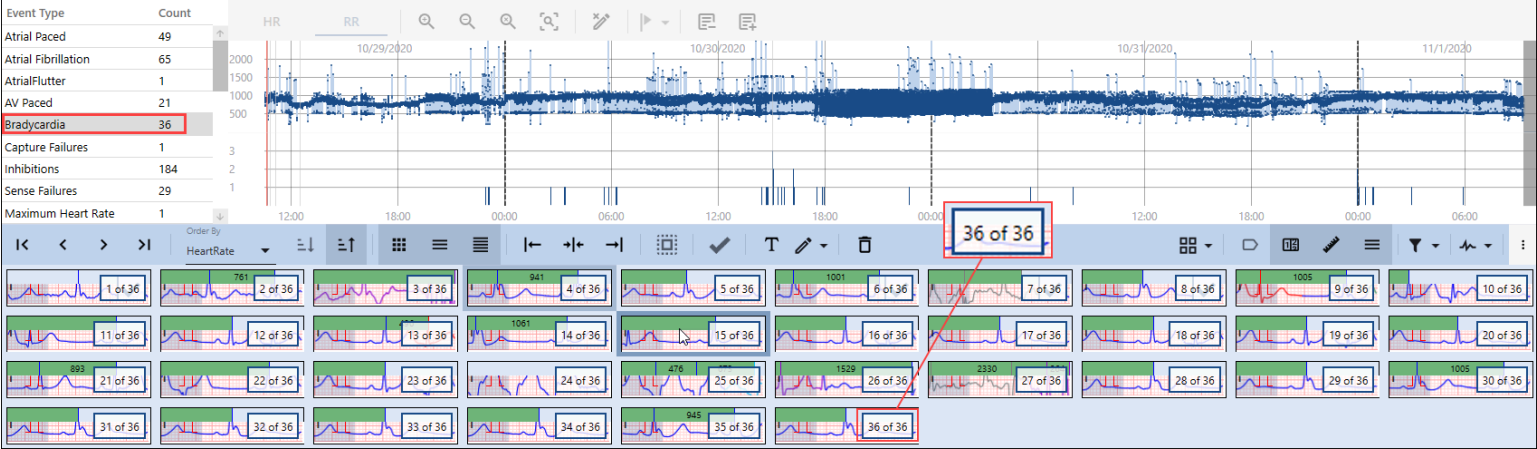 Event Type Count
Atrial Paced 49
Atrial Fibrillation 65
AtrialFlutter 1
AV Paced 21
Bradycardia 36
Capture Failures 1
Inhibitions 184
Sense Failures 29
Maximum Heart Rate 1
HR RR
10/29/2020 10/30/2020 10/31/2020 11/1/2020
2000
1500
1000
500
3
2
1
12:00 18:00 00:00 06:00 12:00 18:00 00:00 12:00 18:00 00:00 06:00
36 of 36
Order By
HeartRate
T
761 941 1001 1005
1 of 36 2 of 36 3 of 36 4 of 36 5 of 36 6 of 36 7 of 36 8 of 36 9 of 36 10 of 36
1061
11 of 36 12 of 36 13 of 36 14 of 36 15 of 36 16 of 36 17 of 36 18 of 36 19 of 36 20 of 36
893 476 1529 2330 1005
21 of 36 22 of 36 23 of 36 24 of 36 25 of 36 26 of 36 27 of 36 28 of 36 29 of 36 30 of 36
945
31 of 36 32 of 36 33 of 36 34 of 36 35 of 36 36 of 36